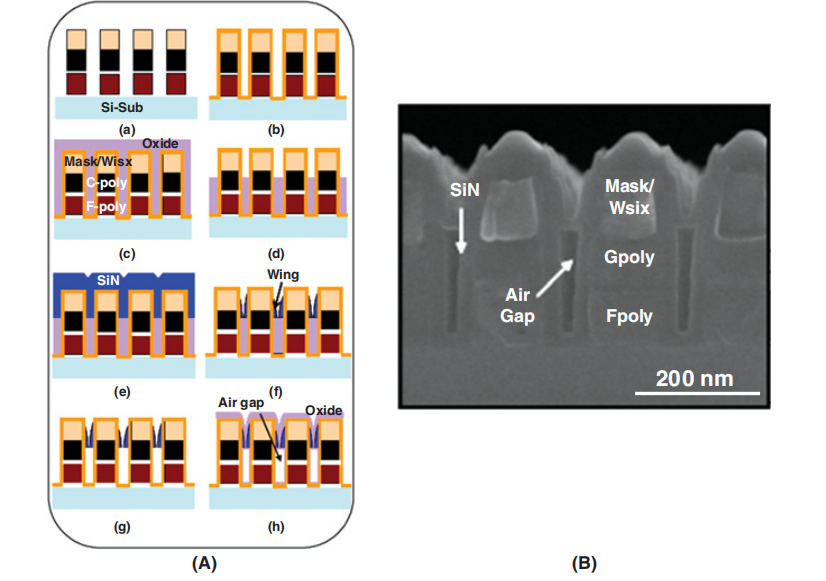 Si-Sub
(a)
(b)
Oxide
Mask/Wisx
C-poly
F-poly
(c)
(d)
SiN
Wing
(e)
(f)
Air gap
Oxide
(g)
(h)
(A)
SiN
Mask/
Wsix
Gpoly
Air
Gap
Fpoly
200 nm
(B)